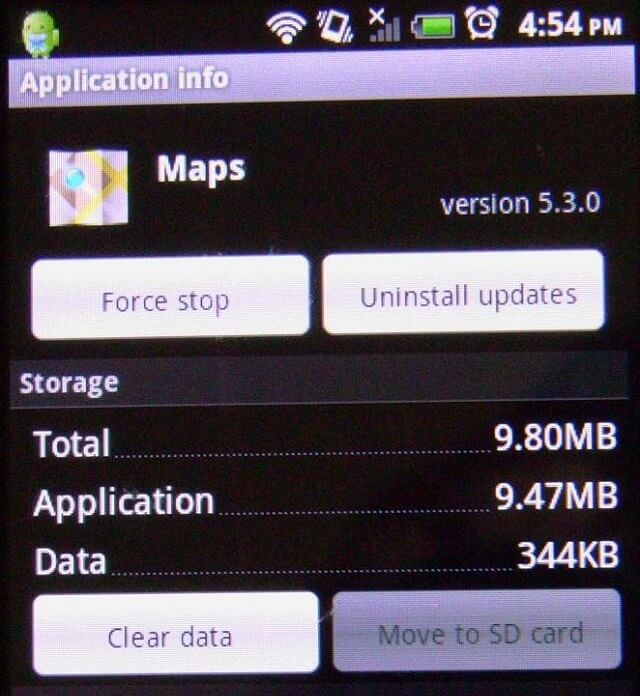 4:54 PM
Application info
Maps
version 5.3.0
Force stop
Uninstall updates
Storage
Total 9.80MB
Application 9.47MB
Data 344KB
Clear data
Move to SD card